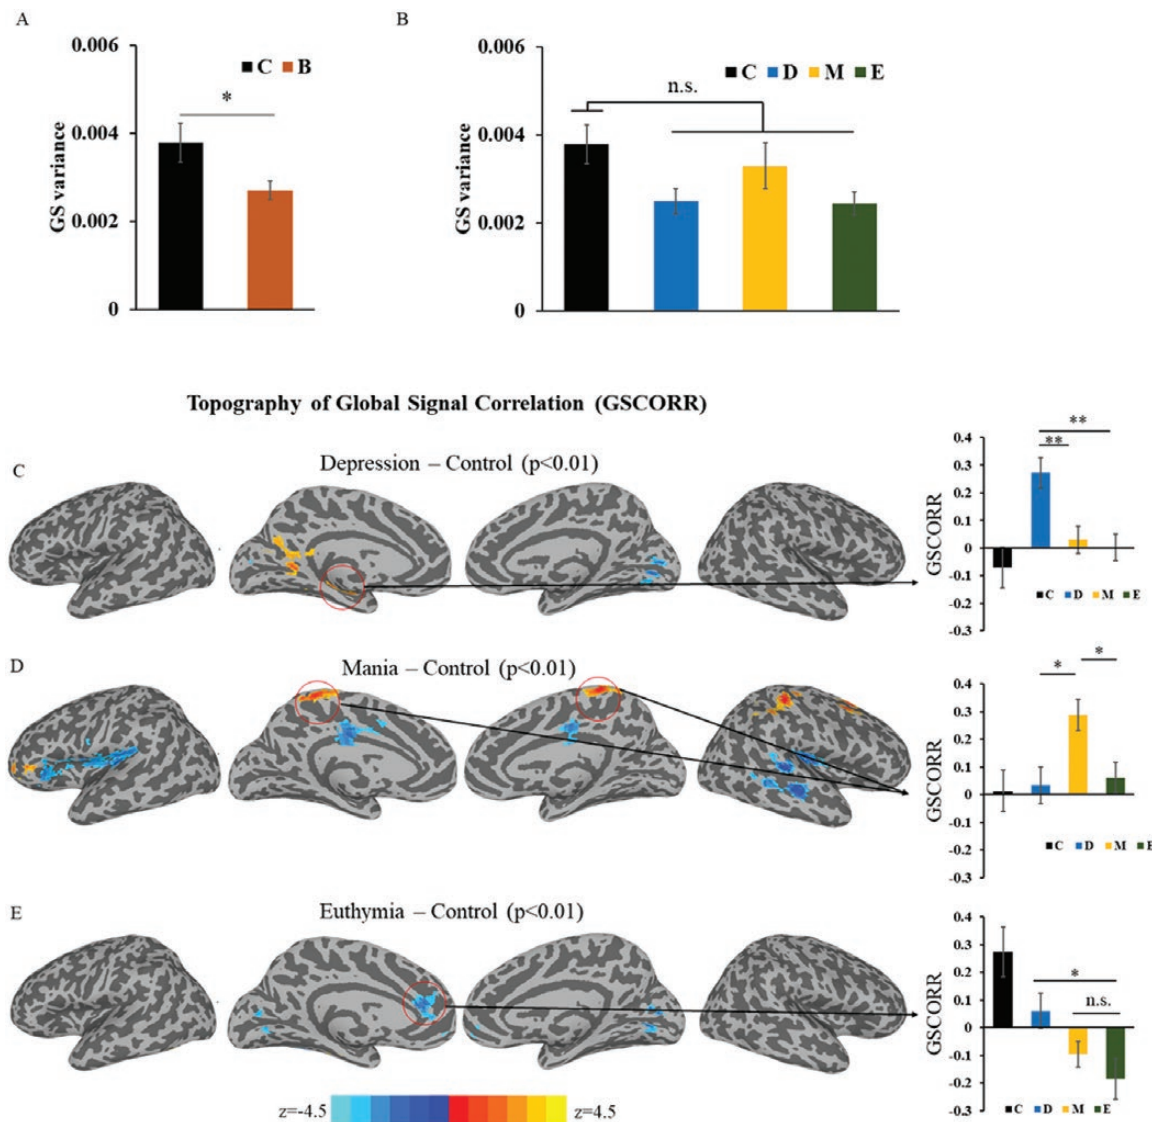 A
B
0.006
0.004
0.002
0
GS variance
C B
*
0.006
0.004
0.002
0
GS variance
C D M E
n.s.
Topography of Global Signal Correlation (GSCORR)
C
Depression – Control (p<0.01)
0.4
0.3
0.2
0.1
0
-0.1
-0.2
-0.3
GSCORR
**
**
C D M E
D
Mania – Control (p<0.01)
0.4
0.3
0.2
0.1
0
-0.1
-0.2
-0.3
GSCORR
*
*
C D M E
E
Euthymia – Control (p<0.01)
0.4
0.3
0.2
0.1
0
-0.1
-0.2
-0.3
GSCORR
*
n.s.
C D M E
z=-4.5
z=4.5